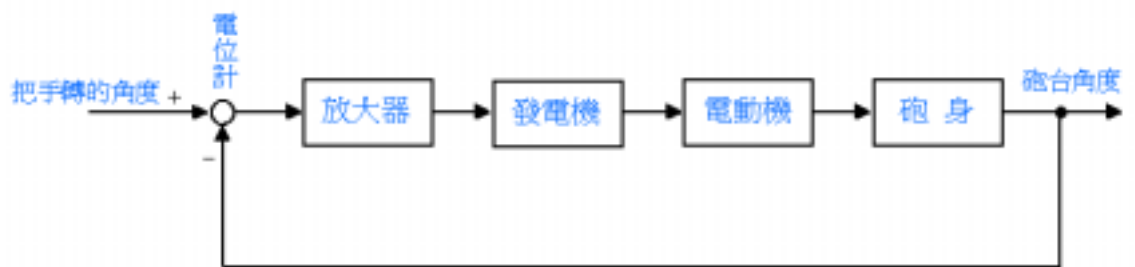 電位計
把手轉的角度
+
放大器
發電機
電動機
砲 身
砲台角度
−